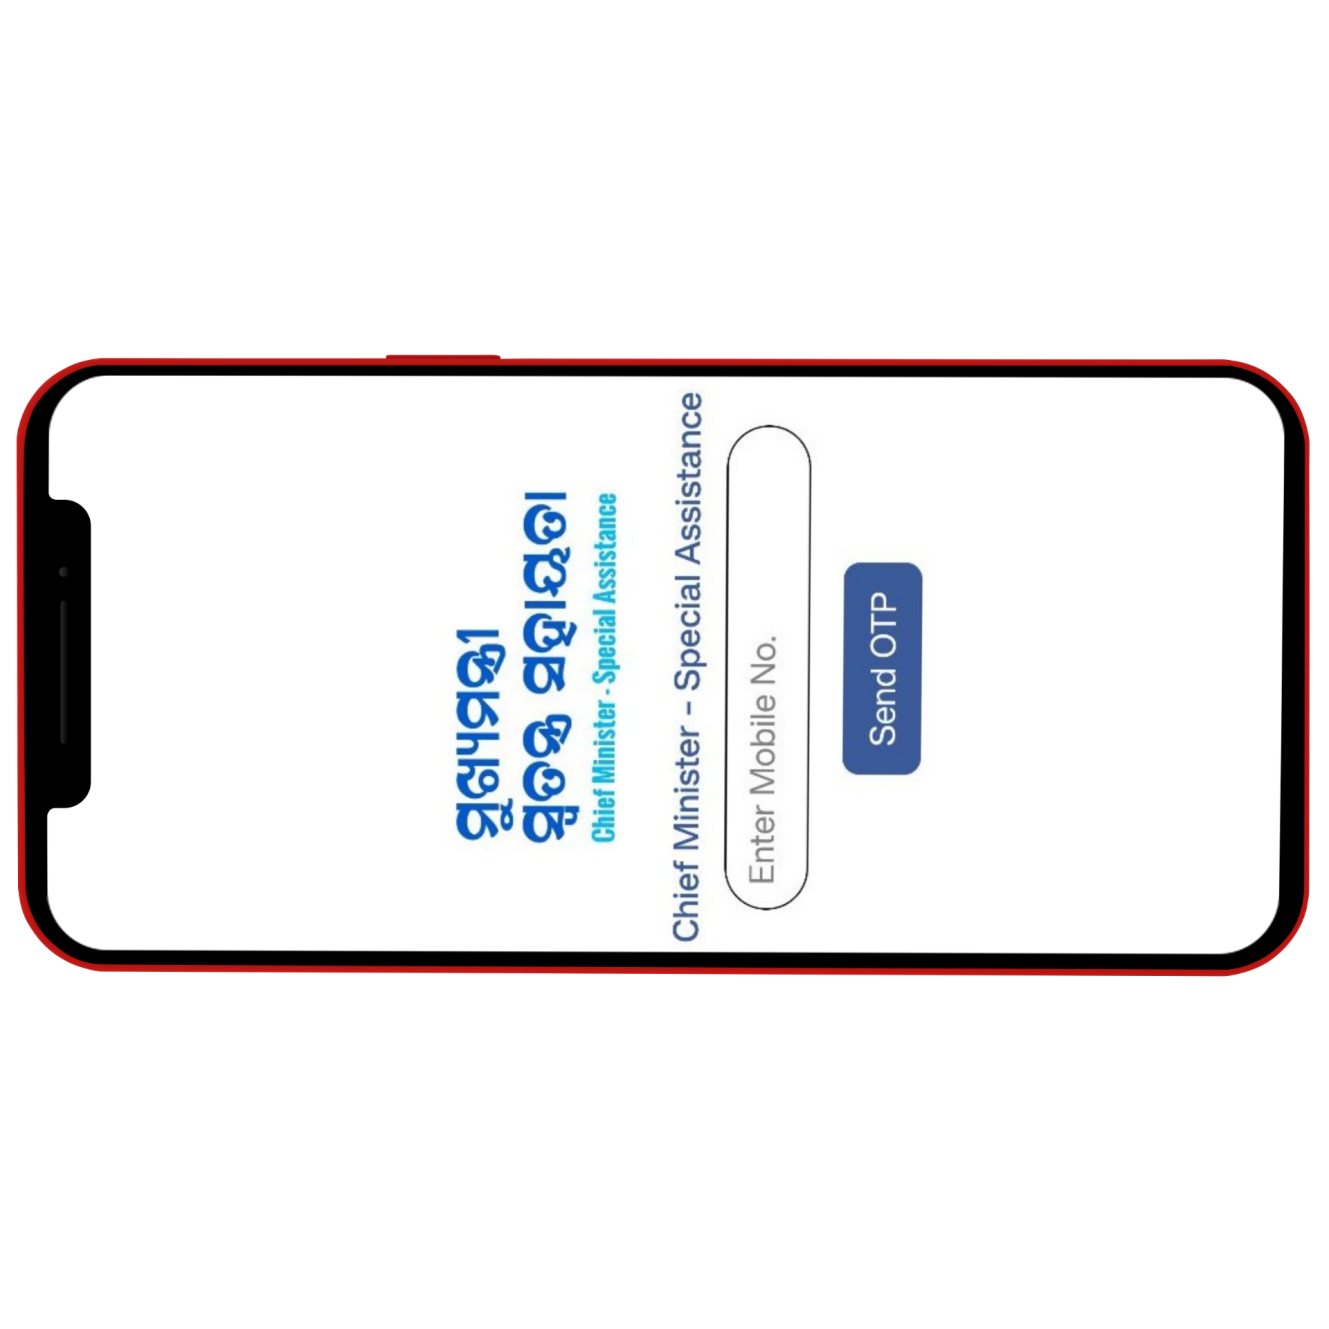 ମୁଖ୍ୟମନ୍ତ୍ରୀ
ସ୍ୱତନ୍ତ୍ର ସହାୟତା
Chief Minister - Special Assistance
Chief Minister - Special Assistance
Enter Mobile No.
Send OTP